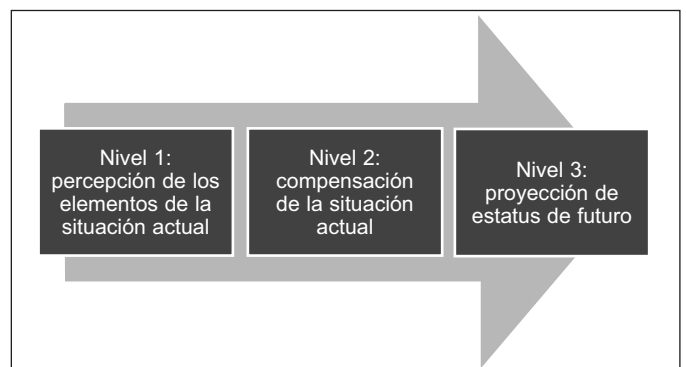 Nivel 1:
percepción de los
elementos de la
situación actual
Nivel 2:
compensación
de la situación
actual
Nivel 3:
proyección de
estatus de futuro